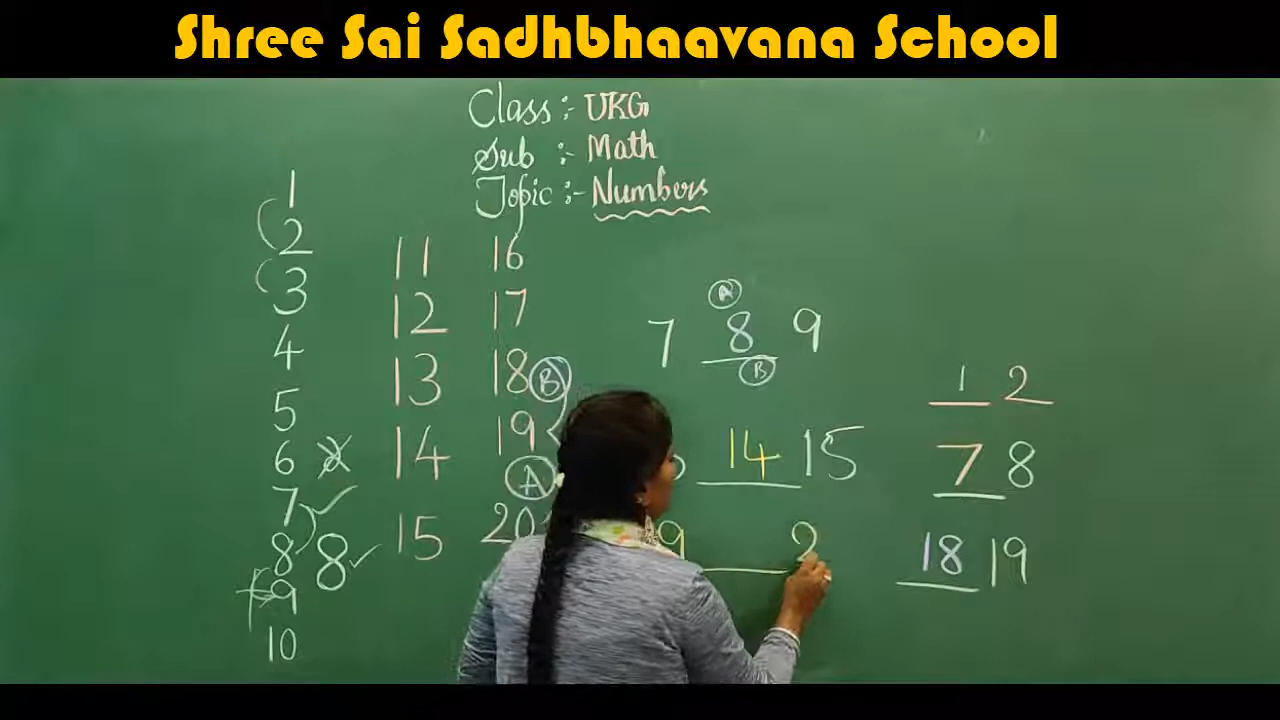 Shree Sai Sadhbhaavana School
Class :- UKG
Sub :- Math
Topic :- Numbers
1
2
3
4
5
6
7
8 8
9
10
11
12
13
14
15
16
17
18 B
19
A
20
A
7 8 9
B
14 15
9 2
1 2
7 8
18 19